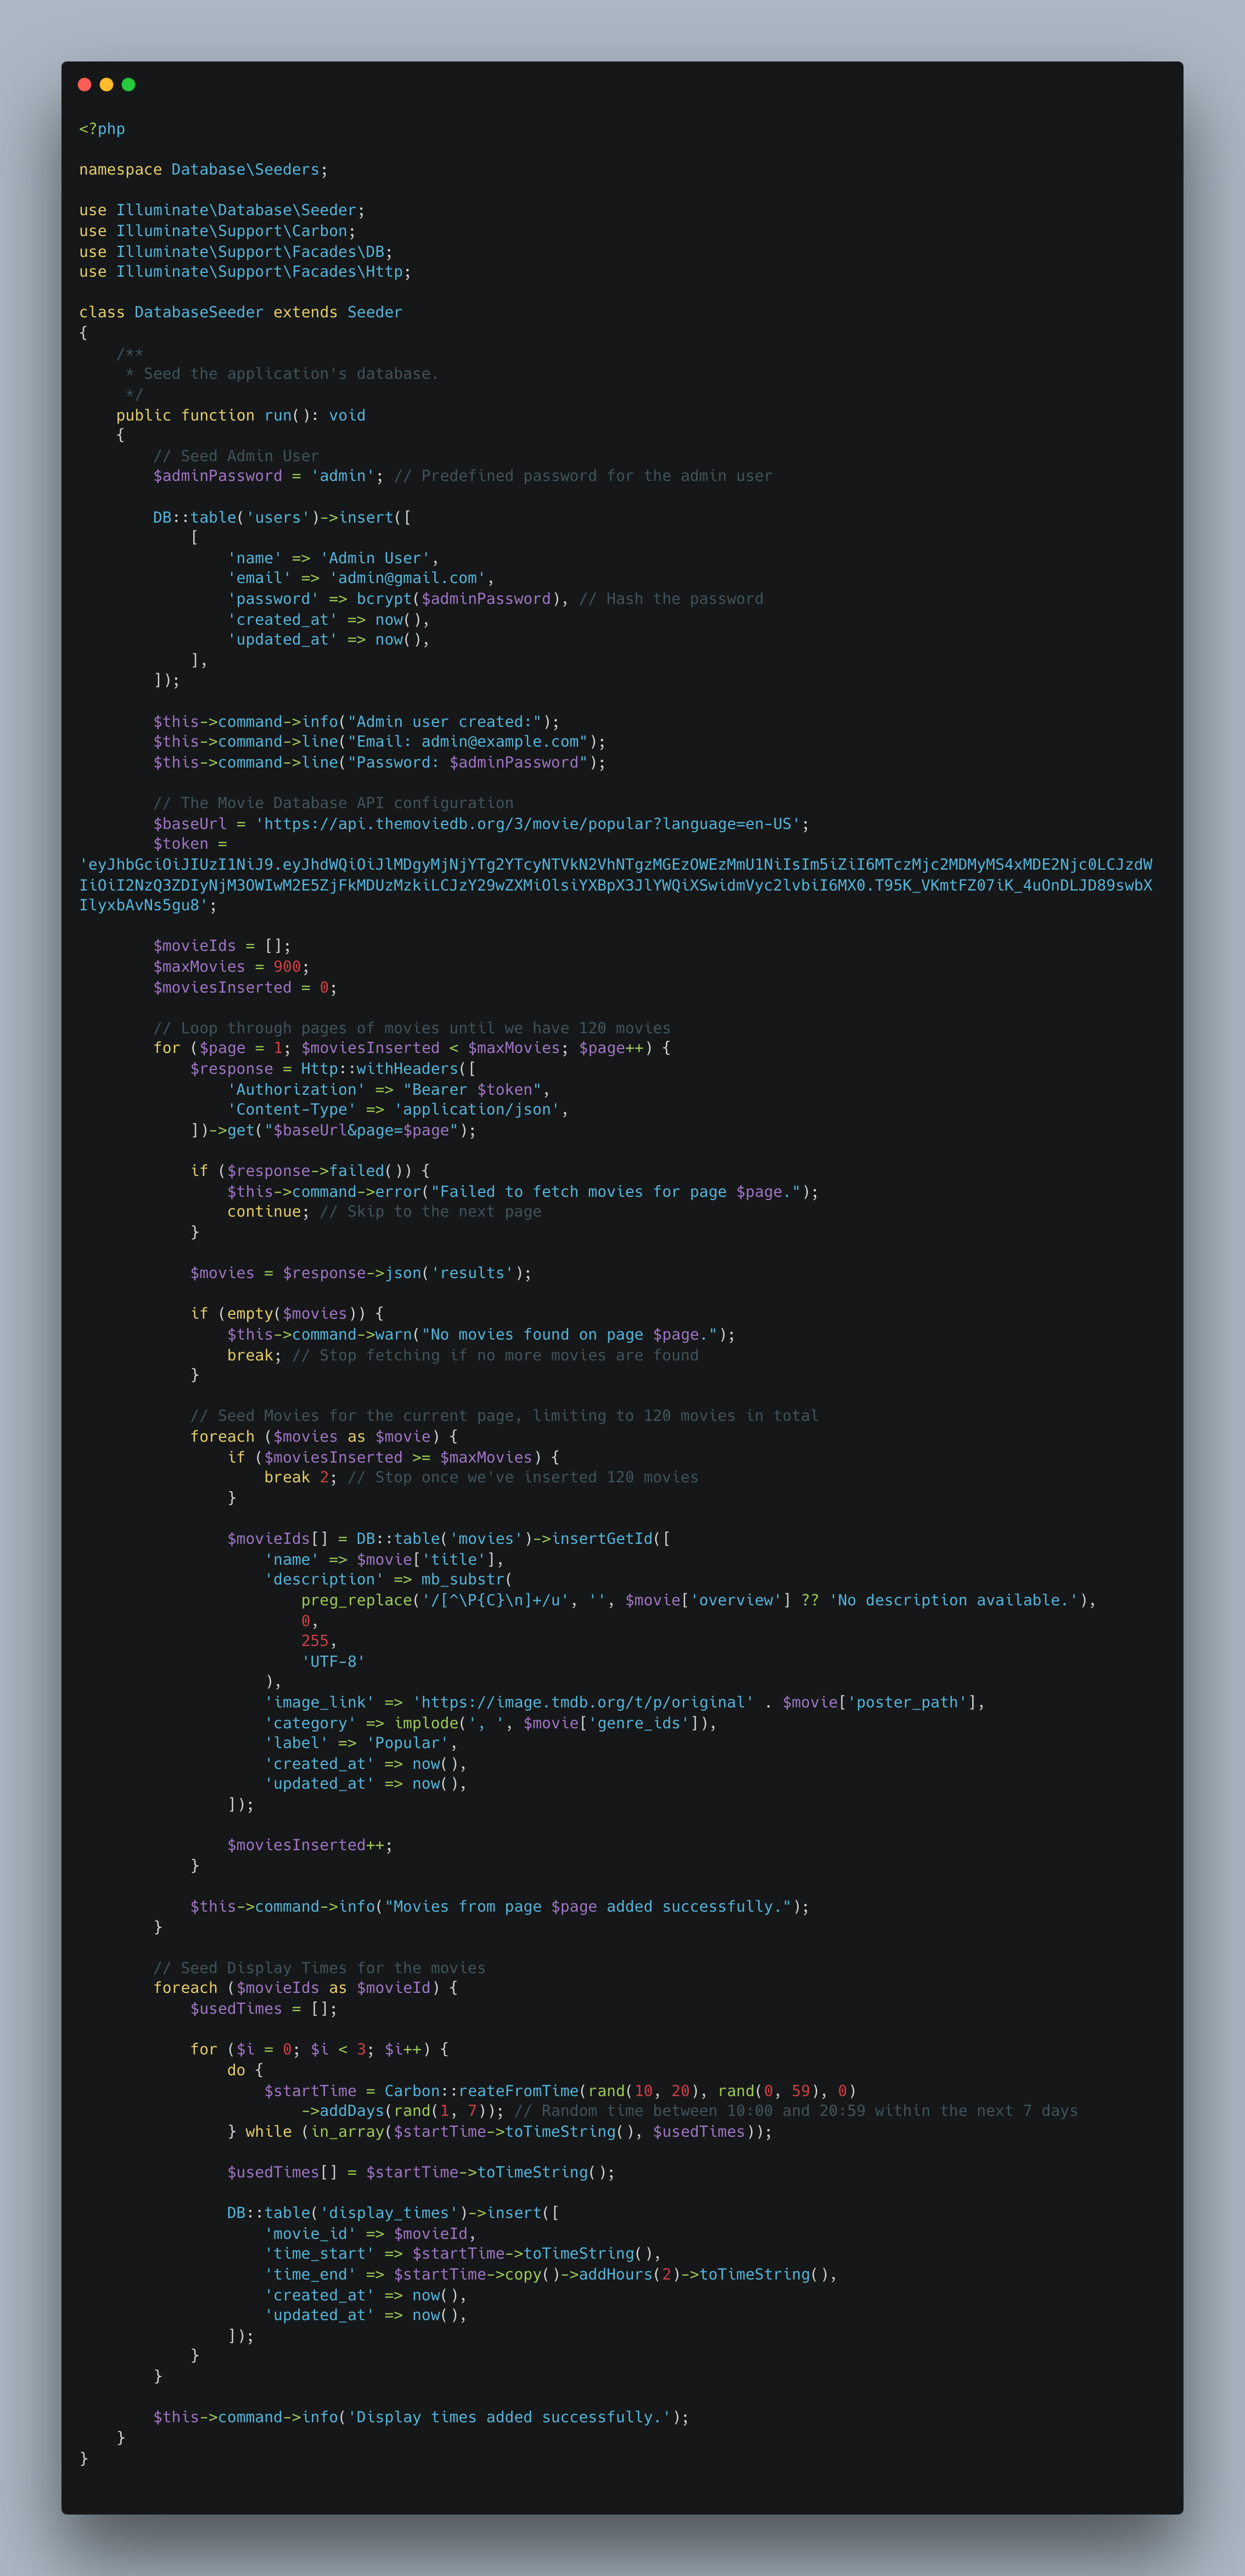 <?php

namespace Database\Seeders;

use Illuminate\Database\Seeder;
use Illuminate\Support\Carbon;
use Illuminate\Support\Facades\DB;
use Illuminate\Support\Facades\Http;

class DatabaseSeeder extends Seeder
{
    /**
     * Seed the application's database.
     */
    public function run(): void
    {
        // Seed Admin User
        $adminPassword = 'admin'; // Predefined password for the admin user

        DB::table('users')->insert([
            [
                'name' => 'Admin User',
                'email' => 'admin@gmail.com',
                'password' => bcrypt($adminPassword), // Hash the password
                'created_at' => now(),
                'updated_at' => now(),
            ],
        ]);

        $this->command->info("Admin user created:");
        $this->command->line("Email: admin@example.com");
        $this->command->line("Password: $adminPassword");

        // The Movie Database API configuration
        $baseUrl = 'https://api.themoviedb.org/3/movie/popular?language=en-US';
        $token =
'eyJhbGciOiJIUzI1NiJ9.eyJhdWQiOiJlMDgyMjNjYTg2YTcyNTVkN2VhNTgzMGEzOWEzMmU1NiIsIm5iZiI6MTczMjc2MDMyMS4xMDE2Njc0LCJzdW
IiOiI2NzQ3ZDIyNjM3OWIwM2E5ZjFkMDUzMzkiLCJzY29wZXMiOlsiYXBpX3JlYWQiXSwidmVyc2lvbiI6MX0.T95K_VKmtFZ07iK_4uOnDLJD89swbX
IlyxbAvNs5gu8';

        $movieIds = [];
        $maxMovies = 900;
        $moviesInserted = 0;

        // Loop through pages of movies until we have 120 movies
        for ($page = 1; $moviesInserted < $maxMovies; $page++) {
            $response = Http::withHeaders([
                'Authorization' => "Bearer $token",
                'Content-Type' => 'application/json',
            ])->get("$baseUrl&page=$page");

            if ($response->failed()) {
                $this->command->error("Failed to fetch movies for page $page.");
                continue; // Skip to the next page
            }

            $movies = $response->json('results');

            if (empty($movies)) {
                $this->command->warn("No movies found on page $page.");
                break; // Stop fetching if no more movies are found
            }

            // Seed Movies for the current page, limiting to 120 movies in total
            foreach ($movies as $movie) {
                if ($moviesInserted >= $maxMovies) {
                    break 2; // Stop once we've inserted 120 movies
                }

                $movieIds[] = DB::table('movies')->insertGetId([
                    'name' => $movie['title'],
                    'description' => mb_substr(
                        preg_replace('/[^\P{C}\n]+/u', '', $movie['overview'] ?? 'No description available.'),
                        0,
                        255,
                        'UTF-8'
                    ),
                    'image_link' => 'https://image.tmdb.org/t/p/original' . $movie['poster_path'],
                    'category' => implode(', ', $movie['genre_ids']),
                    'label' => 'Popular',
                    'created_at' => now(),
                    'updated_at' => now(),
                ]);

                $moviesInserted++;
            }

            $this->command->info("Movies from page $page added successfully.");
        }

        // Seed Display Times for the movies
        foreach ($movieIds as $movieId) {
            $usedTimes = [];

            for ($i = 0; $i < 3; $i++) {
                do {
                    $startTime = Carbon::reateFromTime(rand(10, 20), rand(0, 59), 0)
                        ->addDays(rand(1, 7)); // Random time between 10:00 and 20:59 within the next 7 days
                } while (in_array($startTime->toTimeString(), $usedTimes));

                $usedTimes[] = $startTime->toTimeString();

                DB::table('display_times')->insert([
                    'movie_id' => $movieId,
                    'time_start' => $startTime->toTimeString(),
                    'time_end' => $startTime->copy()->addHours(2)->toTimeString(),
                    'created_at' => now(),
                    'updated_at' => now(),
                ]);
            }
        }

        $this->command->info('Display times added successfully.');
    }
}